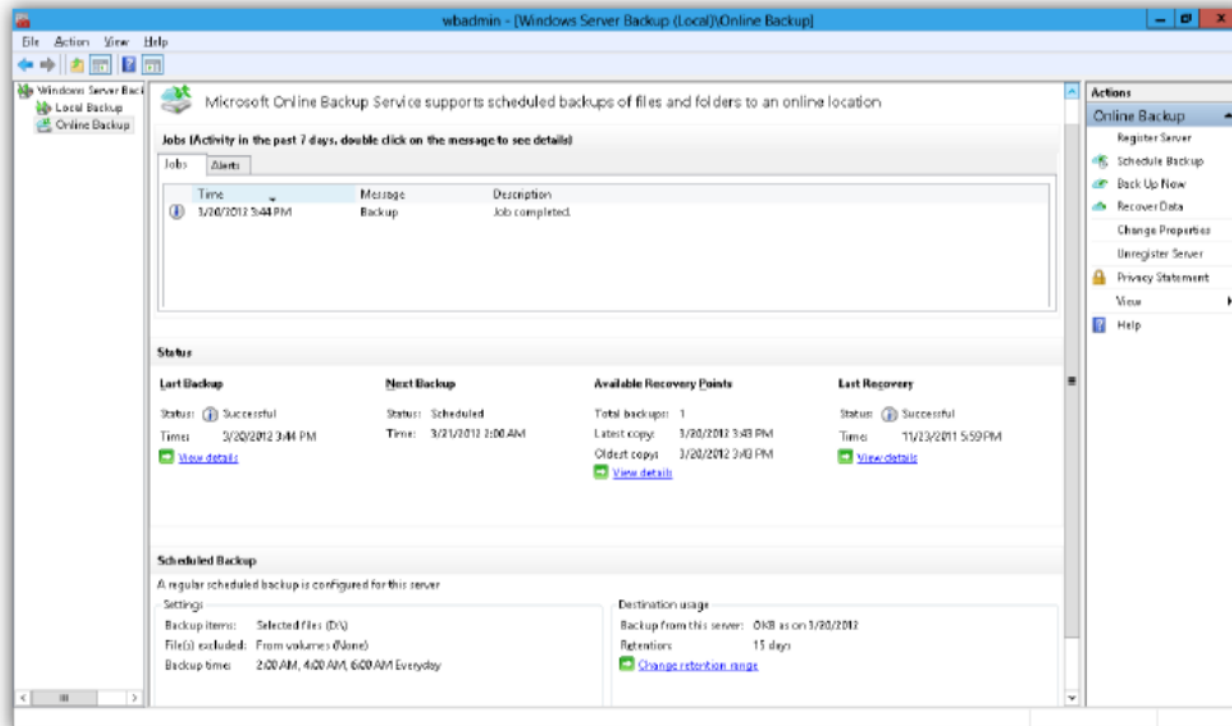 wbadmin - [Windows Server Backup (Local)\Online Backup]
File Action View Help
Windows Server Back
Local Backup
Online Backup
Microsoft Online Backup Service supports scheduled backups of files and folders to an online location
Jobs (Activity in the past 7 days, double click on the message to see details)
Jobs Alerts
Time Message Description
3/20/2012 3:44 PM Backup Job completed.
Status
Last Backup
Status: Successful
Time: 3/20/2012 3:44 PM
View details
Next Backup
Status: Scheduled
Time: 3/21/2012 2:00 AM
Available Recovery Points
Total backups: 1
Latest copy: 3/20/2012 3:43 PM
Oldest copy: 3/20/2012 3:43 PM
View details
Last Recovery
Status: Successful
Time: 11/23/2011 5:59 PM
View details
Scheduled Backup
A regular scheduled backup is configured for this server
Settings
Backup items: Selected files (D:\)
File(s) excluded: From volumes (None)
Backup time: 2:00 AM, 4:00 AM, 6:00 AM Everyday
Destination usage
Backup from this server: 0KB as on 3/20/2012
Retention: 15 days
Change retention range
Actions
Online Backup
Register Server
Schedule Backup
Back Up Now
Recover Data
Change Properties
Unregister Server
Privacy Statement
View
Help